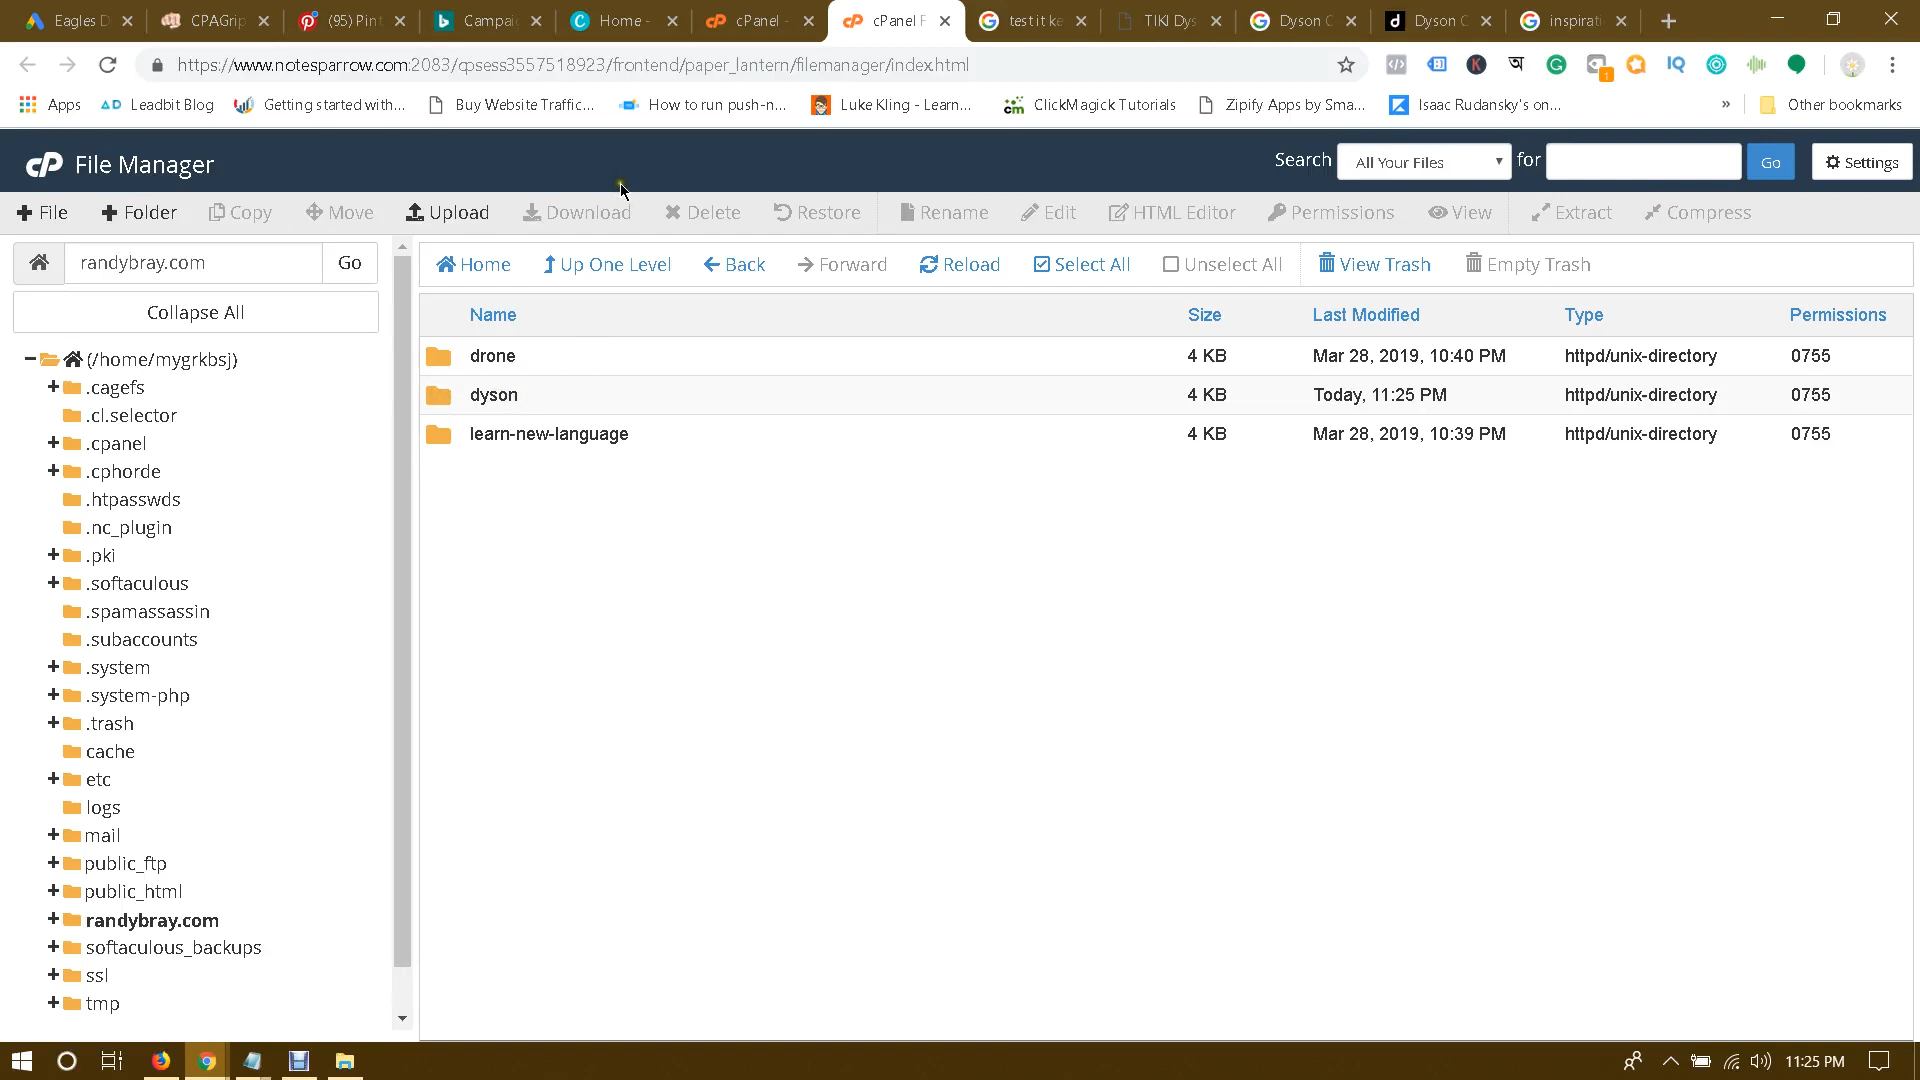 Eagles D
CPAGrip
(95) Pint
Campai
Home -
cPanel -
cPanel F
test it ke
TIKI Dys
Dyson C
Dyson C
inspirati
https://www.notesparrow.com:2083/cpsess3557518923/frontend/paper_lantern/filemanager/index.html
Apps
Leadbit Blog
Getting started with...
Buy Website Traffic...
How to run push-n...
Luke Kling - Learn...
ClickMagick Tutorials
Zipify Apps by Sma...
Isaac Rudansky's on...
»
Other bookmarks
cP File Manager
Search All Your Files for Go Settings
File
Folder
Copy
Move
Upload
Download
Delete
Restore
Rename
Edit
HTML Editor
Permissions
View
Extract
Compress
randybray.com Go
Collapse All
(/home/mygrkbsj)
.cagefs
.cl.selector
.cpanel
.cphorde
.htpasswds
.nc_plugin
.pki
.softaculous
.spamassassin
.subaccounts
.system
.system-php
.trash
cache
etc
logs
mail
public_ftp
public_html
randybray.com
softaculous_backups
ssl
tmp
Home
Up One Level
Back
Forward
Reload
Select All
Unselect All
View Trash
Empty Trash
Name Size Last Modified Type Permissions
drone 4 KB Mar 28, 2019, 10:40 PM httpd/unix-directory 0755
dyson 4 KB Today, 11:25 PM httpd/unix-directory 0755
learn-new-language 4 KB Mar 28, 2019, 10:39 PM httpd/unix-directory 0755
11:25 PM